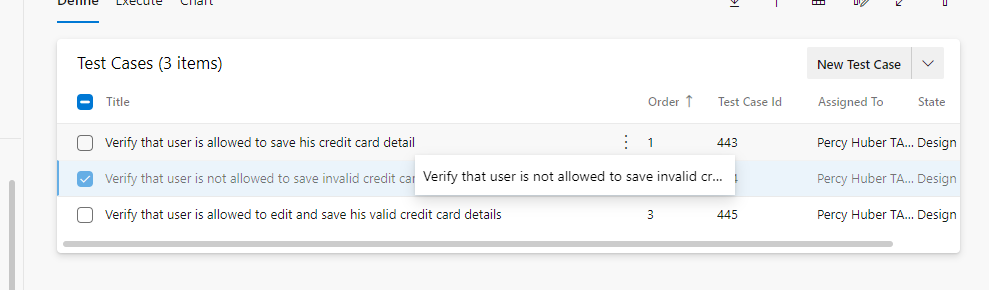 Define Execute Chart
Test Cases (3 items)
New Test Case
Title Order ↑ Test Case Id Assigned To State
Verify that user is allowed to save his credit card detail 1 443 Percy Huber TA... Design
Verify that user is not allowed to save invalid credit Percy Huber TA... Design
Verify that user is not allowed to save invalid cr...
Verify that user is allowed to edit and save his valid credit card details 3 445 Percy Huber TA... Design